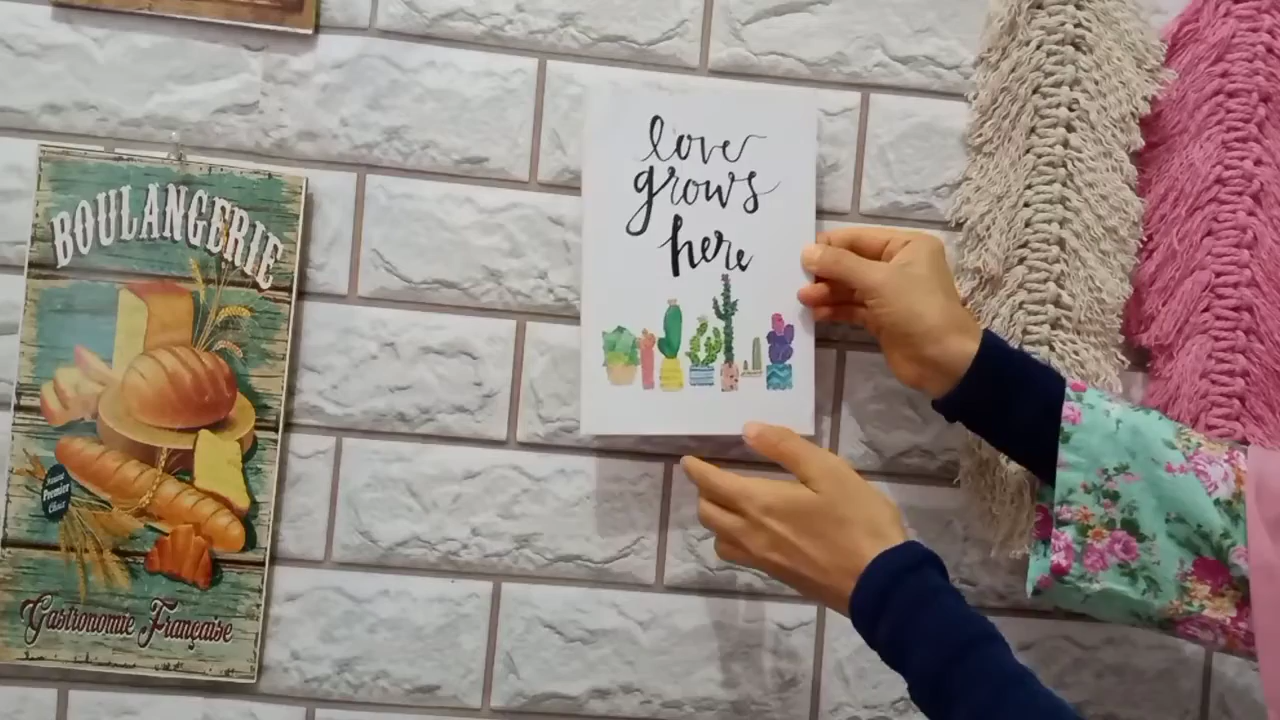 BOULANGERIE
Premier
Choix
Gastronomie Française
love
grows
here